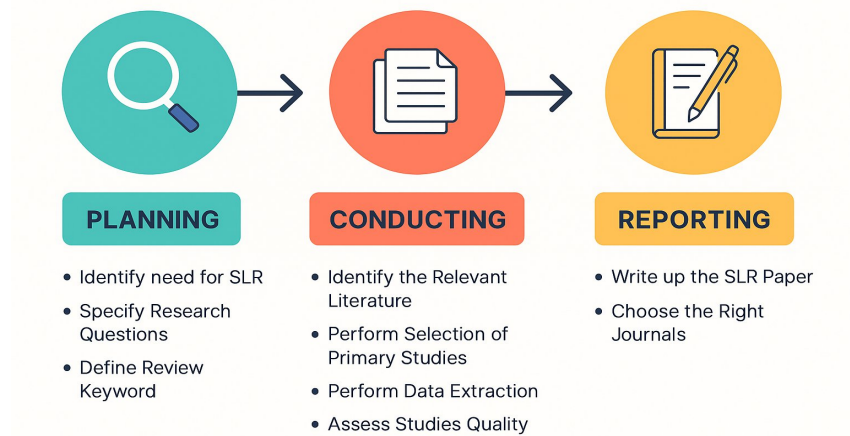 PLANNING
• Identify need for SLR
• Specify Research
Questions
• Define Review
Keyword
CONDUCTING
• Identify the Relevant
Literature
• Perform Selection of
Primary Studies
• Perform Data Extraction
• Assess Studies Quality
REPORTING
• Write up the SLR Paper
• Choose the Right
Journals